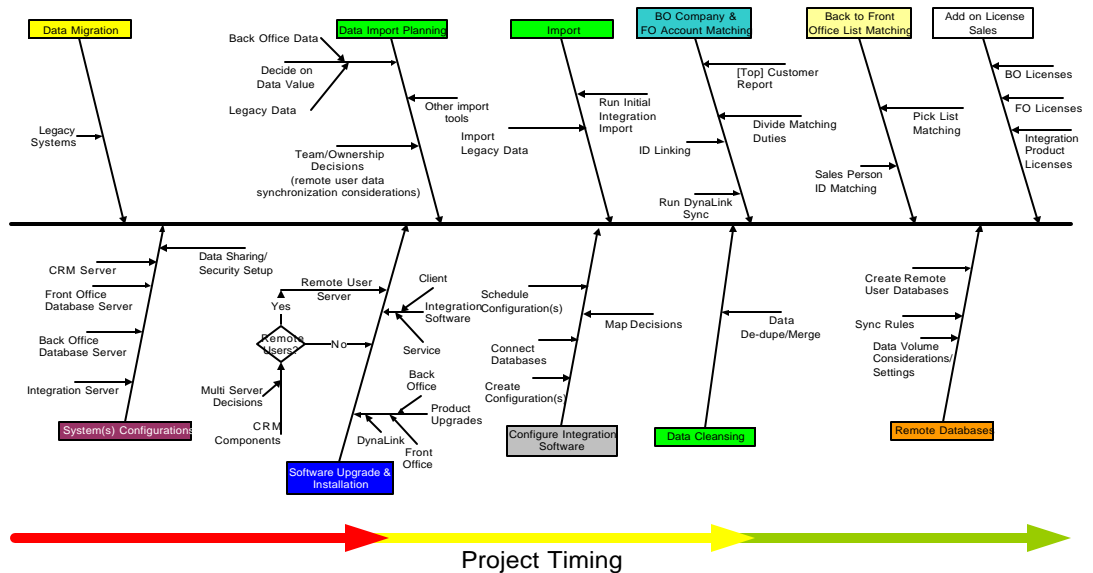 Data Migration
Data Import Planning
Import
BO Company &
FO Account Matching
Back to Front
Office List Matching
Add on License
Sales
Legacy
Systems
Back Office Data
Decide on
Data Value
Legacy Data
Other import
tools
Team/Ownership
Decisions
(remote user data
synchronization considerations)
Run Initial
Integration
Import
Import
Legacy Data
[Top] Customer
Report
Divide Matching
Duties
ID Linking
Run DynaLink
Sync
Pick List
Matching
Sales Person
ID Matching
BO Licenses
FO Licenses
Integration
Product
Licenses
Data Sharing/
Security Setup
CRM Server
Front Office
Database Server
Back Office
Database Server
Integration Server
System(s) Configurations
Remote User
Server
Yes
Remote
Users?
No
Multi Server
Decisions
CRM
Components
Client
Integration
Software
Service
Back
Office
Product
Upgrades
DynaLink
Front
Office
Software Upgrade &
Installation
Schedule
Configuration(s)
Map Decisions
Connect
Databases
Create
Configuration(s)
Configure Integration
Software
Data
De-dupe/Merge
Data Cleansing
Create Remote
User Databases
Sync Rules
Data Volume
Considerations/
Settings
Remote Databases
Project Timing